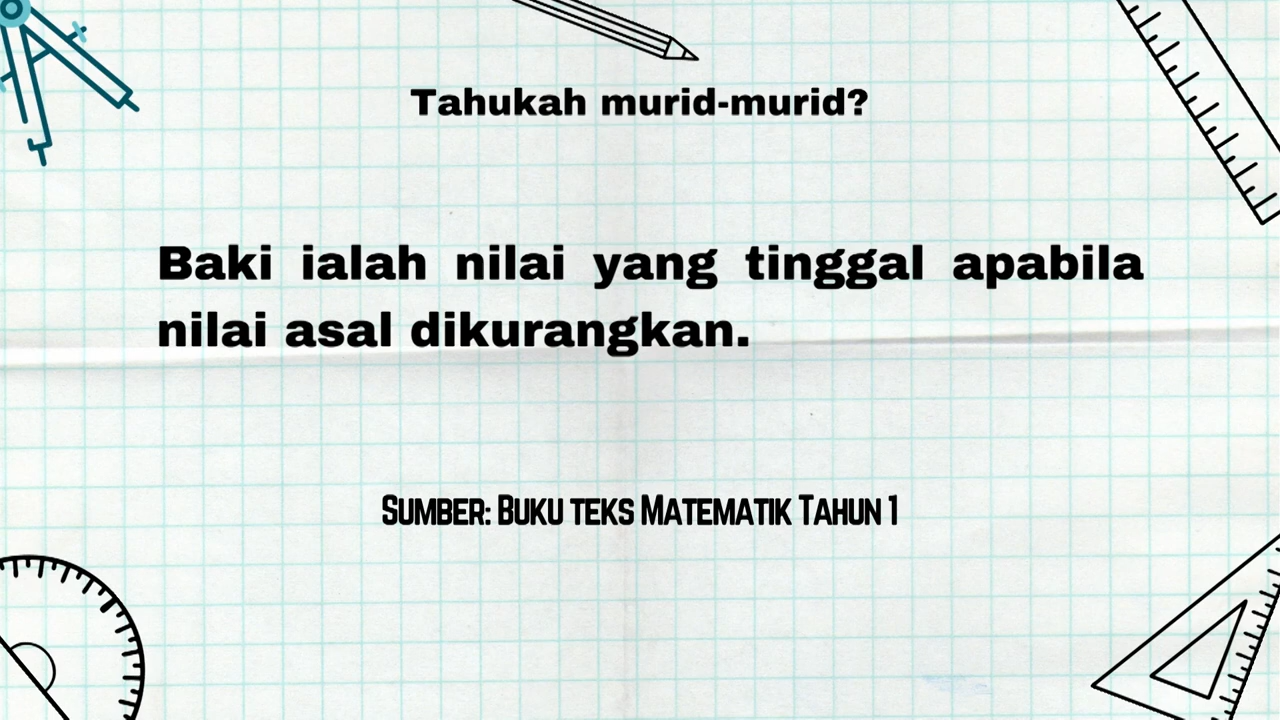 Tahukah murid-murid?
Baki ialah nilai yang tinggal apabila
nilai asal dikurangkan.
Sumber: Buku teks Matematik Tahun 1